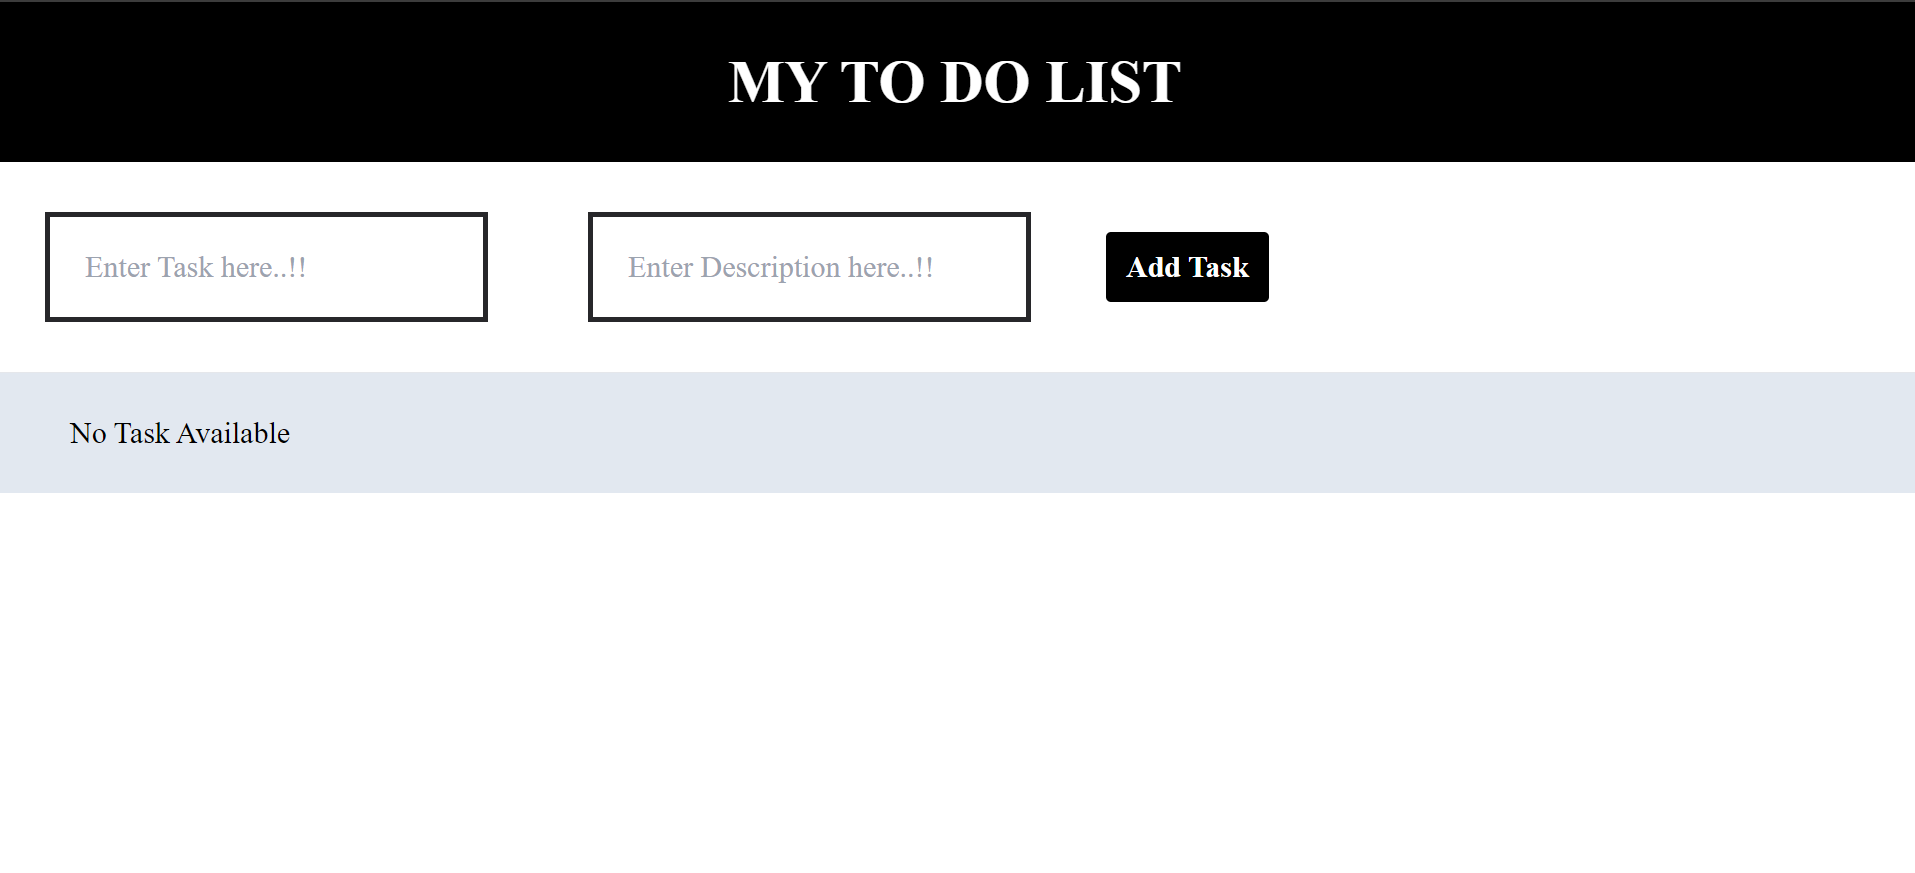 MY TO DO LIST
Enter Task here..!!
Enter Description here..!!
Add Task
No Task Available